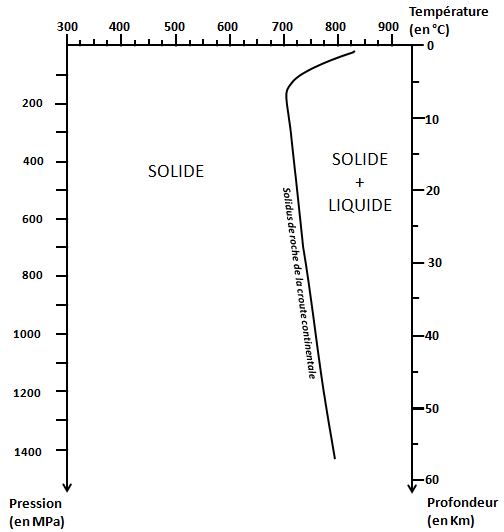 Température
(en °C)
300 400 500 600 700 800 900
0
200
10
400
20
600
30
800
1000
40
1200
50
1400
60
SOLIDE
SOLIDE
+
LIQUIDE
Solidus de roche de la croute continentale
Pression
(en MPa)
Profondeur
(en Km)